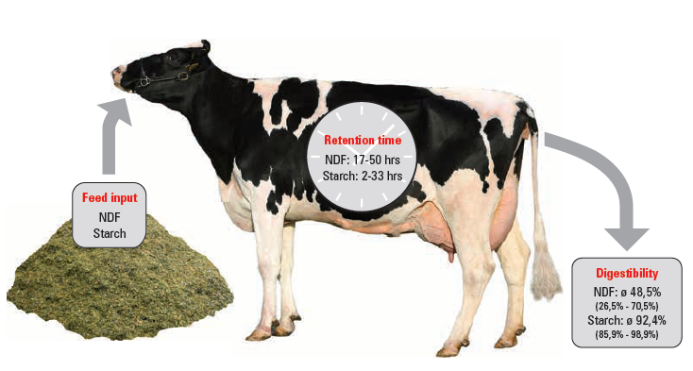 Feed input
NDF
Starch
Retention time
NDF: 17-50 hrs
Starch: 2-33 hrs
Digestibility
NDF: ø 48,5%
(26,5% - 70,5%)
Starch: ø 92,4%
(85,9% - 98,9%)